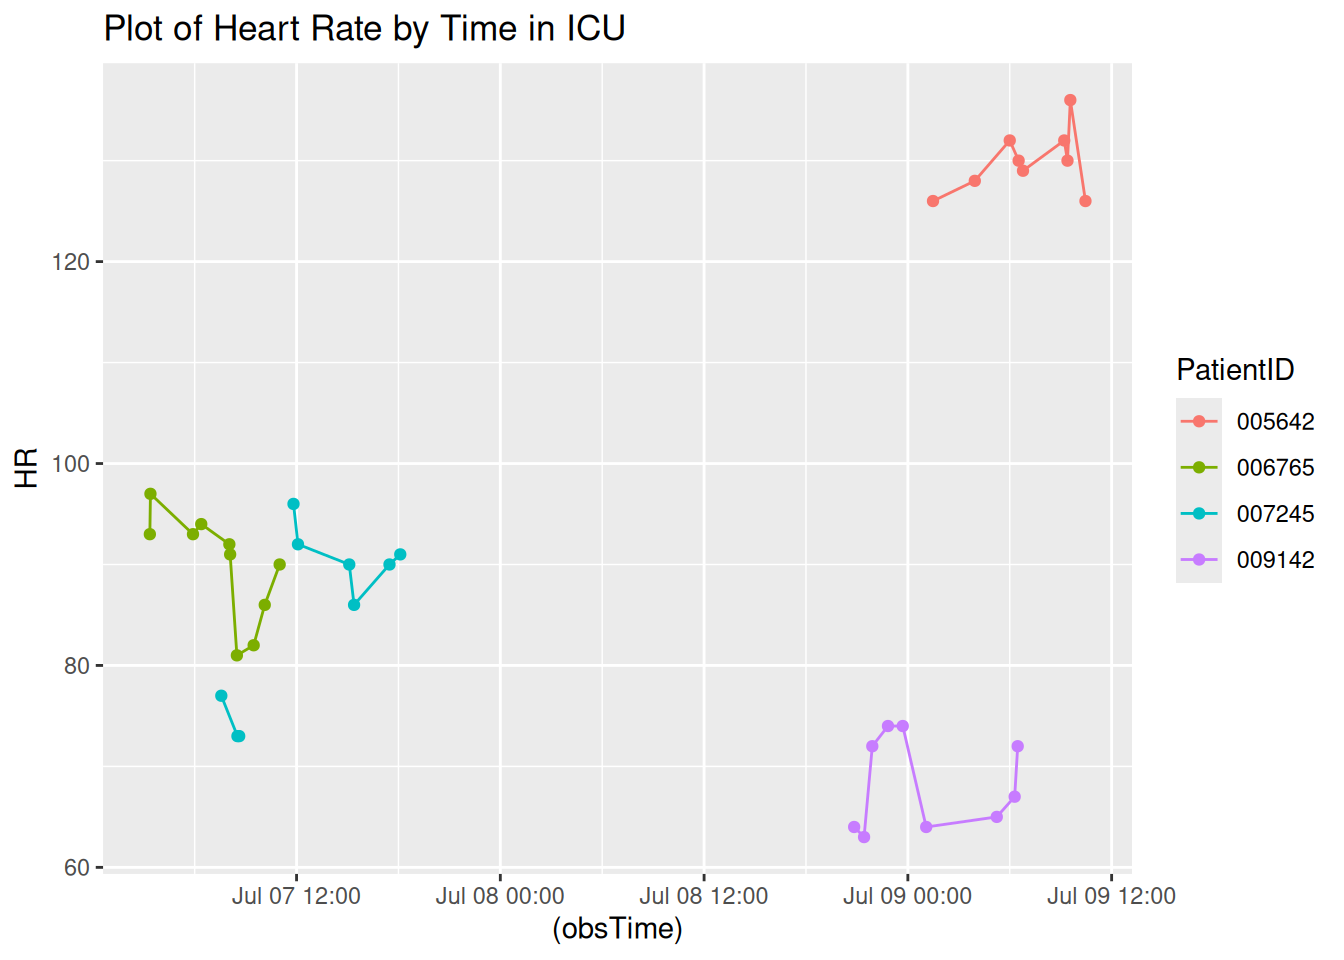 Plot of Heart Rate by Time in ICU
HR
120
100
80
60
Jul 07 12:00 Jul 08 00:00 Jul 08 12:00 Jul 09 00:00 Jul 09 12:00
(obsTime)
PatientID
005642
006765
007245
009142